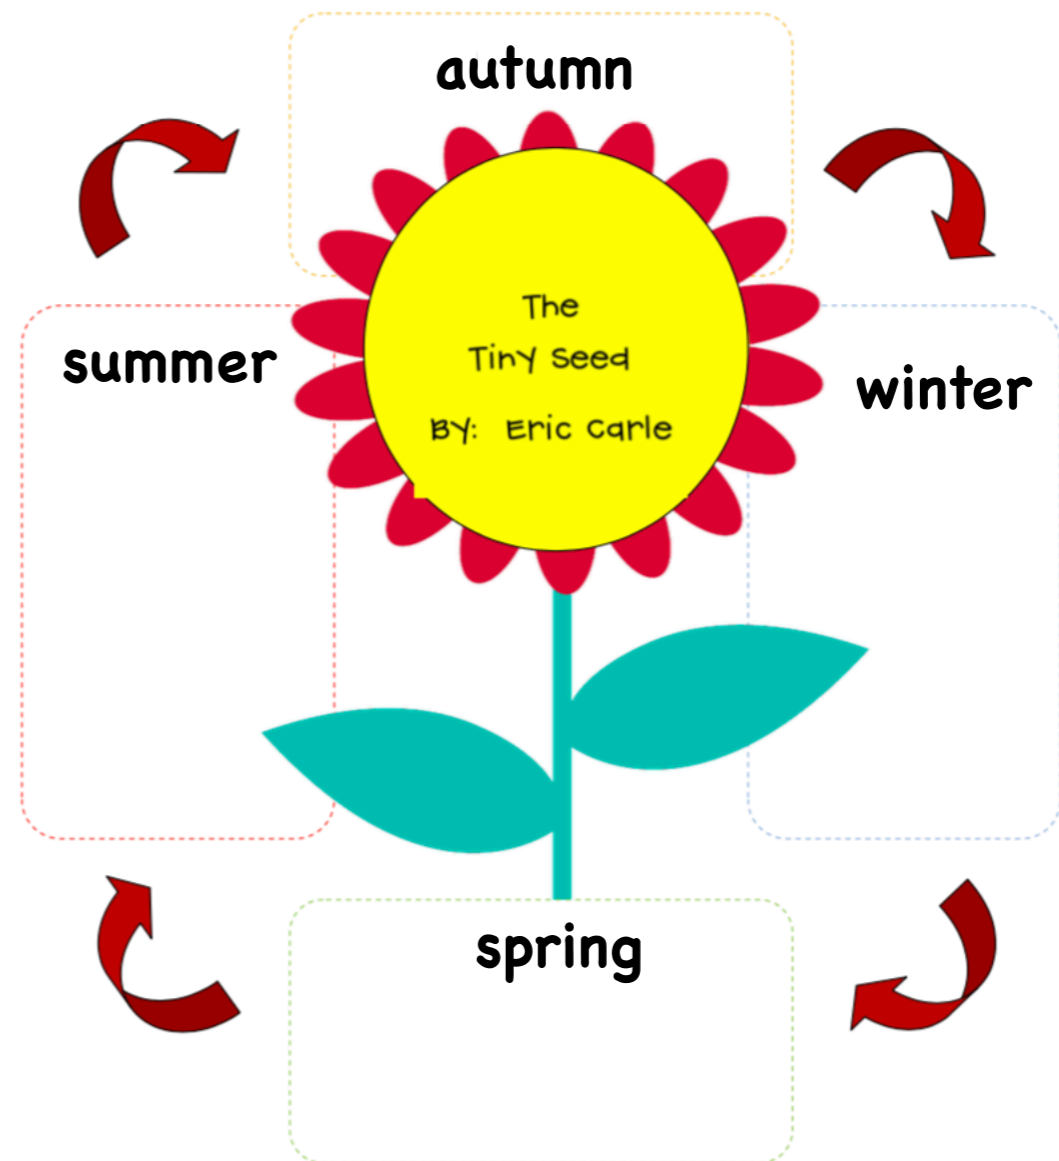 autumn
The
Tiny Seed
By: Eric Carle
summer
winter
spring